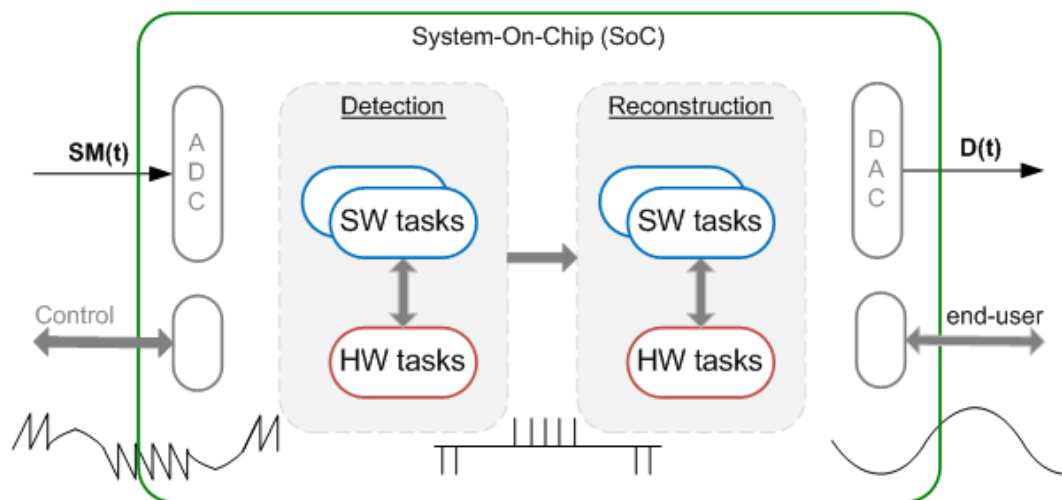 System-On-Chip (SoC)
Detection
Reconstruction
SM(t)
A
D
C
SW tasks
SW tasks
D
A
C
D(t)
Control
HW tasks
HW tasks
end-user